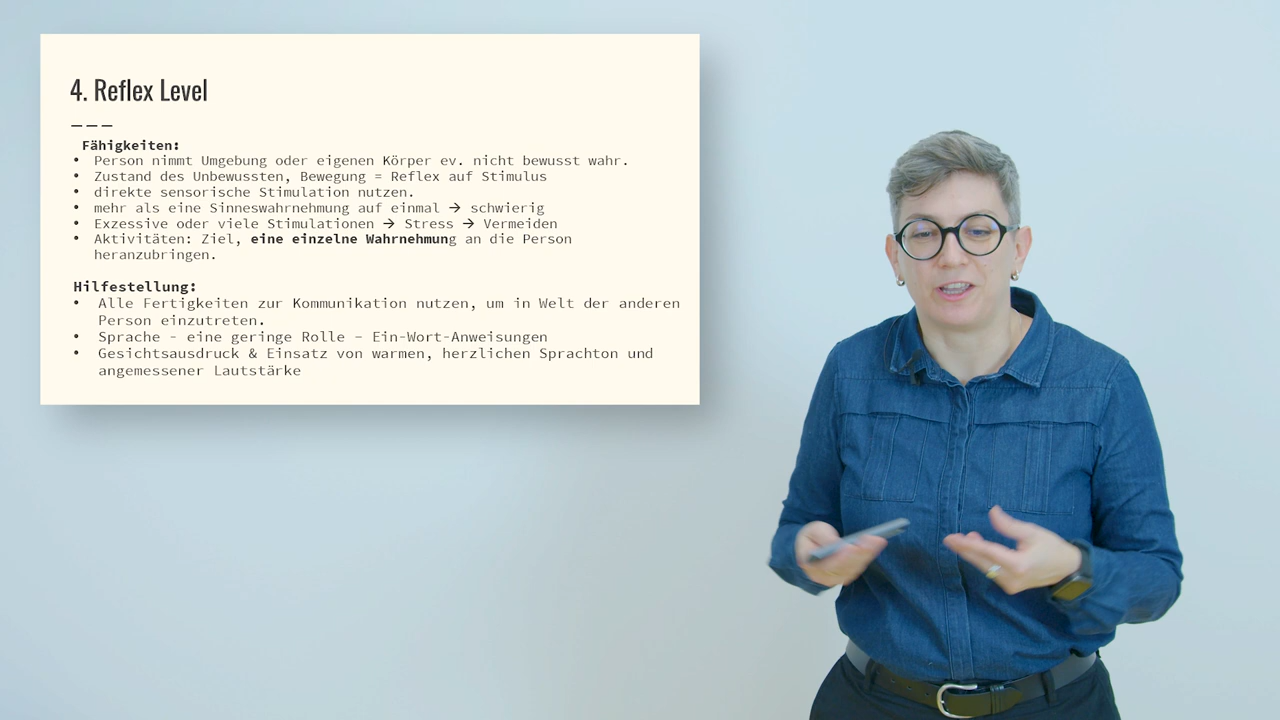 4. Reflex Level
Fähigkeiten:
• Person nimmt Umgebung oder eigenen Körper ev. nicht bewusst wahr.
• Zustand des Unbewussten, Bewegung = Reflex auf Stimulus
• direkte sensorische Stimulation nutzen.
• mehr als eine Sinneswahrnehmung auf einmal → schwierig
• Exzessive oder viele Stimulationen → Stress → Vermeiden
• Aktivitäten: Ziel, eine einzelne Wahrnehmung an die Person
heranzubringen.
Hilfestellung:
• Alle Fertigkeiten zur Kommunikation nutzen, um in Welt der anderen
Person einzutreten.
• Sprache - eine geringe Rolle – Ein-Wort-Anweisungen
• Gesichtsausdruck & Einsatz von warmen, herzlichen Sprachton und
angemessener Lautstärke